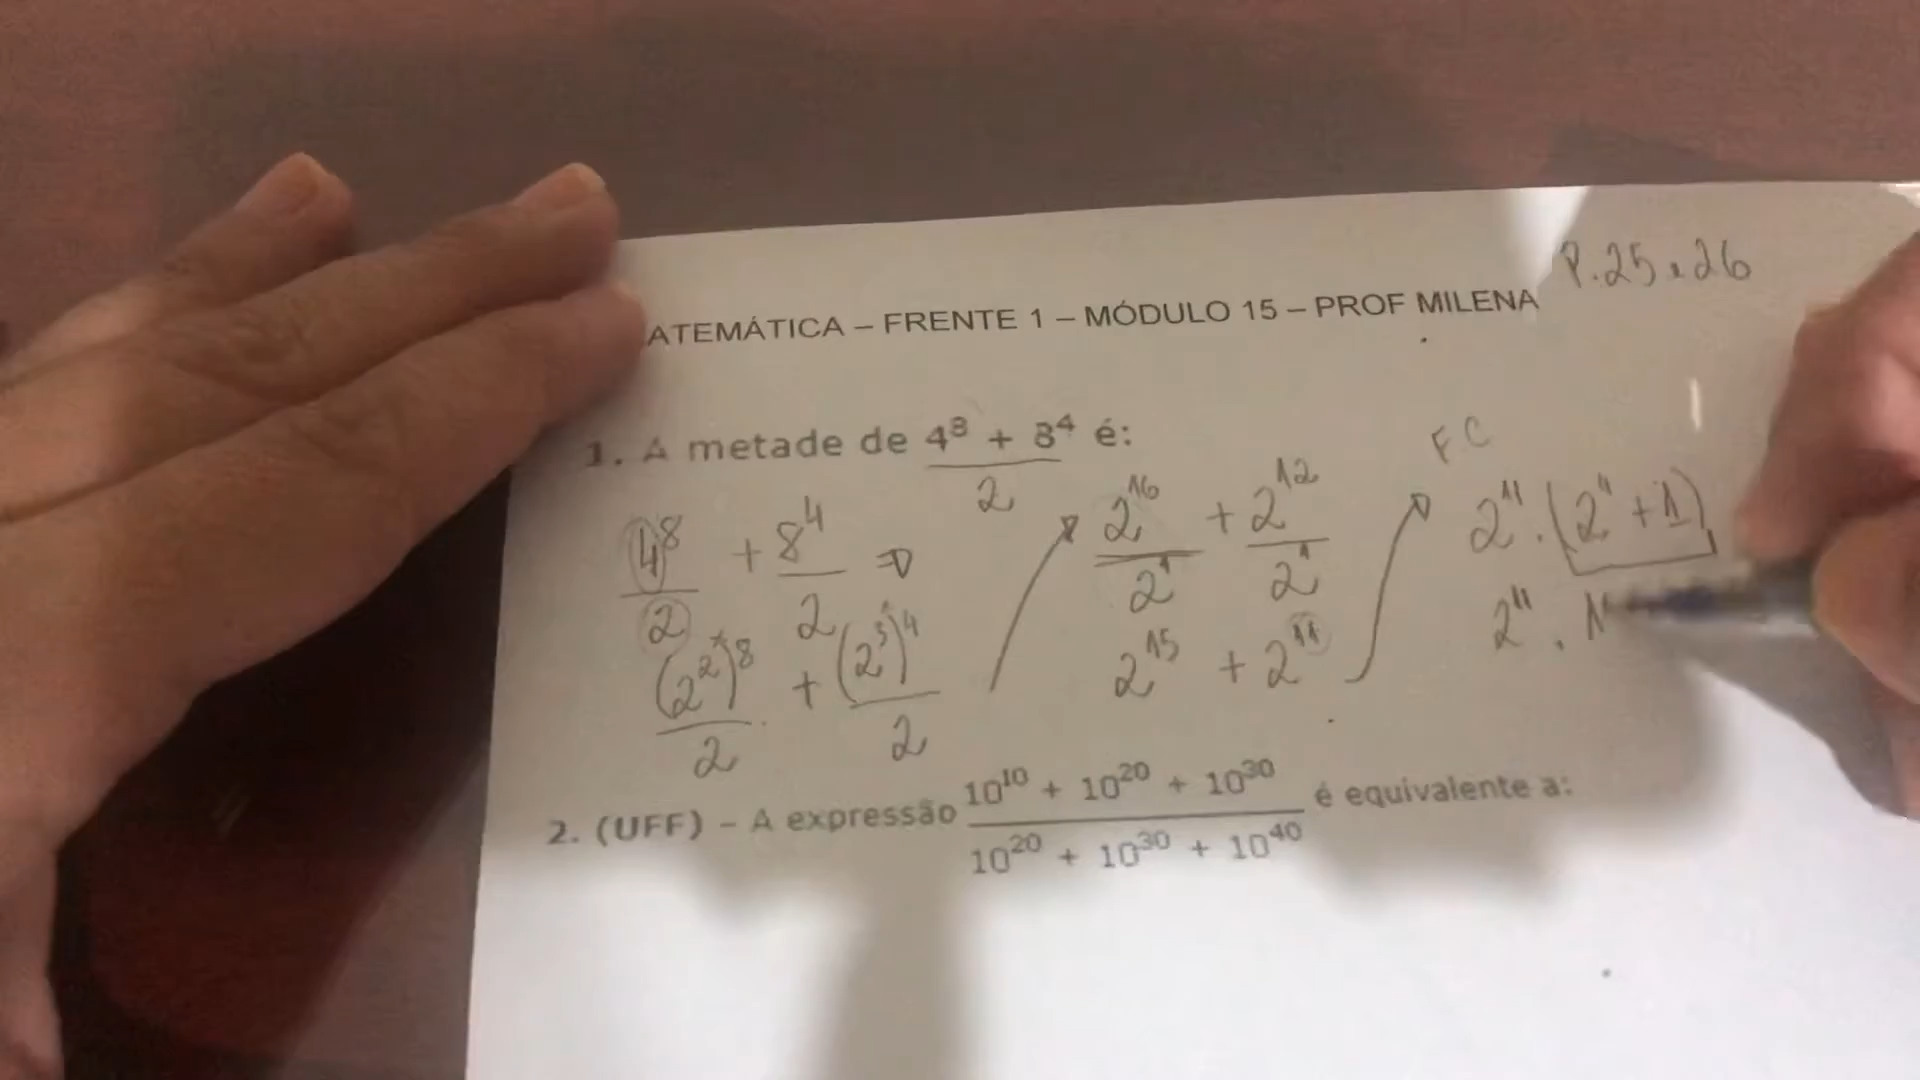 P. 25 e 26
ATEMÁTICA – FRENTE 1 – MÓDULO 15 – PROF MILENA
1. A metade de 4⁸ + 8⁴ é:
2
4⁸/2 + 8⁴/2 ⇒
(2²)⁸/2 + (2³)⁴/2
2¹⁶/2¹ + 2¹²/2¹
2¹⁵ + 2¹¹
F C
2¹¹ . (2⁴ + 1)
2¹¹ . 1
2. (UFF) – A expressão (10¹⁰ + 10²⁰ + 10³⁰)/(10²⁰ + 10³⁰ + 10⁴⁰) é equivalente a: